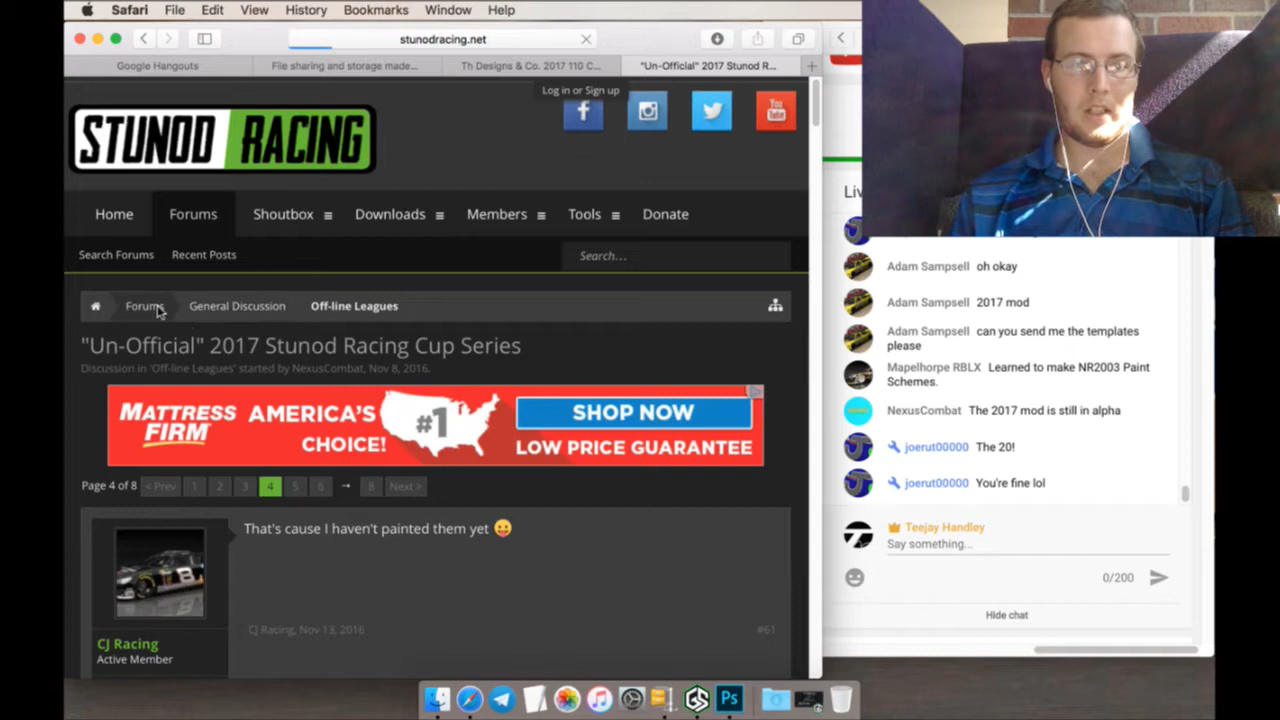 Safari File Edit View History Bookmarks Window Help
stunodracing.net
Google Hangouts
File sharing and storage made...
Th Designs & Co. 2017 110 C...
"Un-Official" 2017 Stunod R...
Log in or Sign up
STUNOD RACING
You
Tube
Home Forums Shoutbox Downloads Members Tools Donate
Search Forums Recent Posts
Search...
Forums General Discussion Off-line Leagues
"Un-Official" 2017 Stunod Racing Cup Series
Discussion in 'Off-line Leagues' started by NexusCombat, Nov 8, 2016.
MATTRESS
FIRM
AMERICA'S
CHOICE!
#1
SHOP NOW
LOW PRICE GUARANTEE
Page 4 of 8 < Prev 1 2 3 4 5 6 → 8 Next >
That's cause I haven't painted them yet
8
CJ Racing, Nov 13, 2016
#61
CJ Racing
Active Member
Adam Sampsell oh okay
Adam Sampsell 2017 mod
Adam Sampsell can you send me the templates
please
Mapelhorpe RBLX Learned to make NR2003 Paint
Schemes.
NexusCombat The 2017 mod is still in alpha
joerut00000 The 20!
joerut00000 You're fine lol
Teejay Handley
Say something...
0/200
Hide chat
Ps